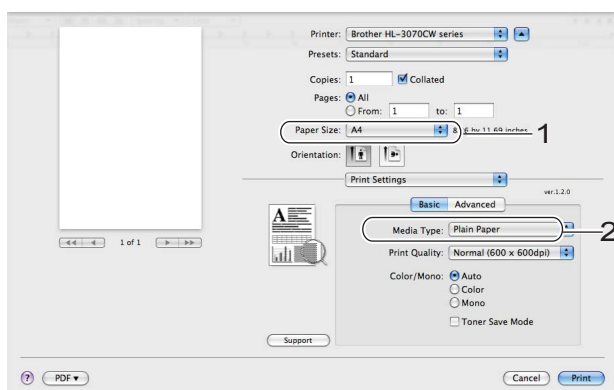 Printer: Brother HL-3070CW series
Presets: Standard
Copies: 1 Collated
Pages: All
From: 1 to: 1
Paper Size: A4 by 11.69 inches 1
Orientation:
Print Settings
ver.1.2.0
Basic Advanced
Media Type: Plain Paper 2
1 of 1
Print Quality: Normal (600 x 600dpi)
Color/Mono: Auto
Color
Mono
Toner Save Mode
Support
? PDF Cancel Print